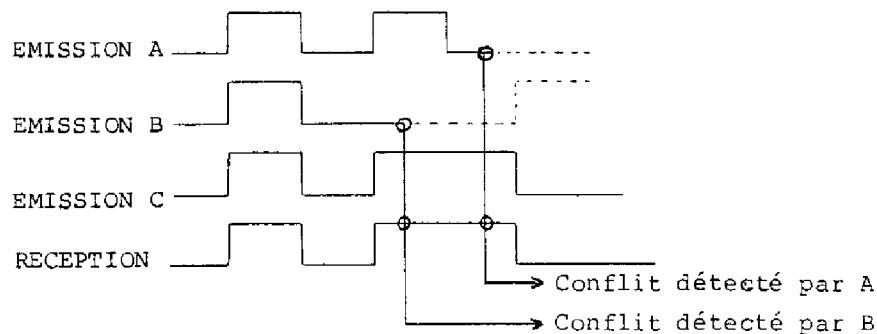 EMISSION A
EMISSION B
EMISSION C
RECEPTION
Conflit détecté par A
Conflit détecté par B